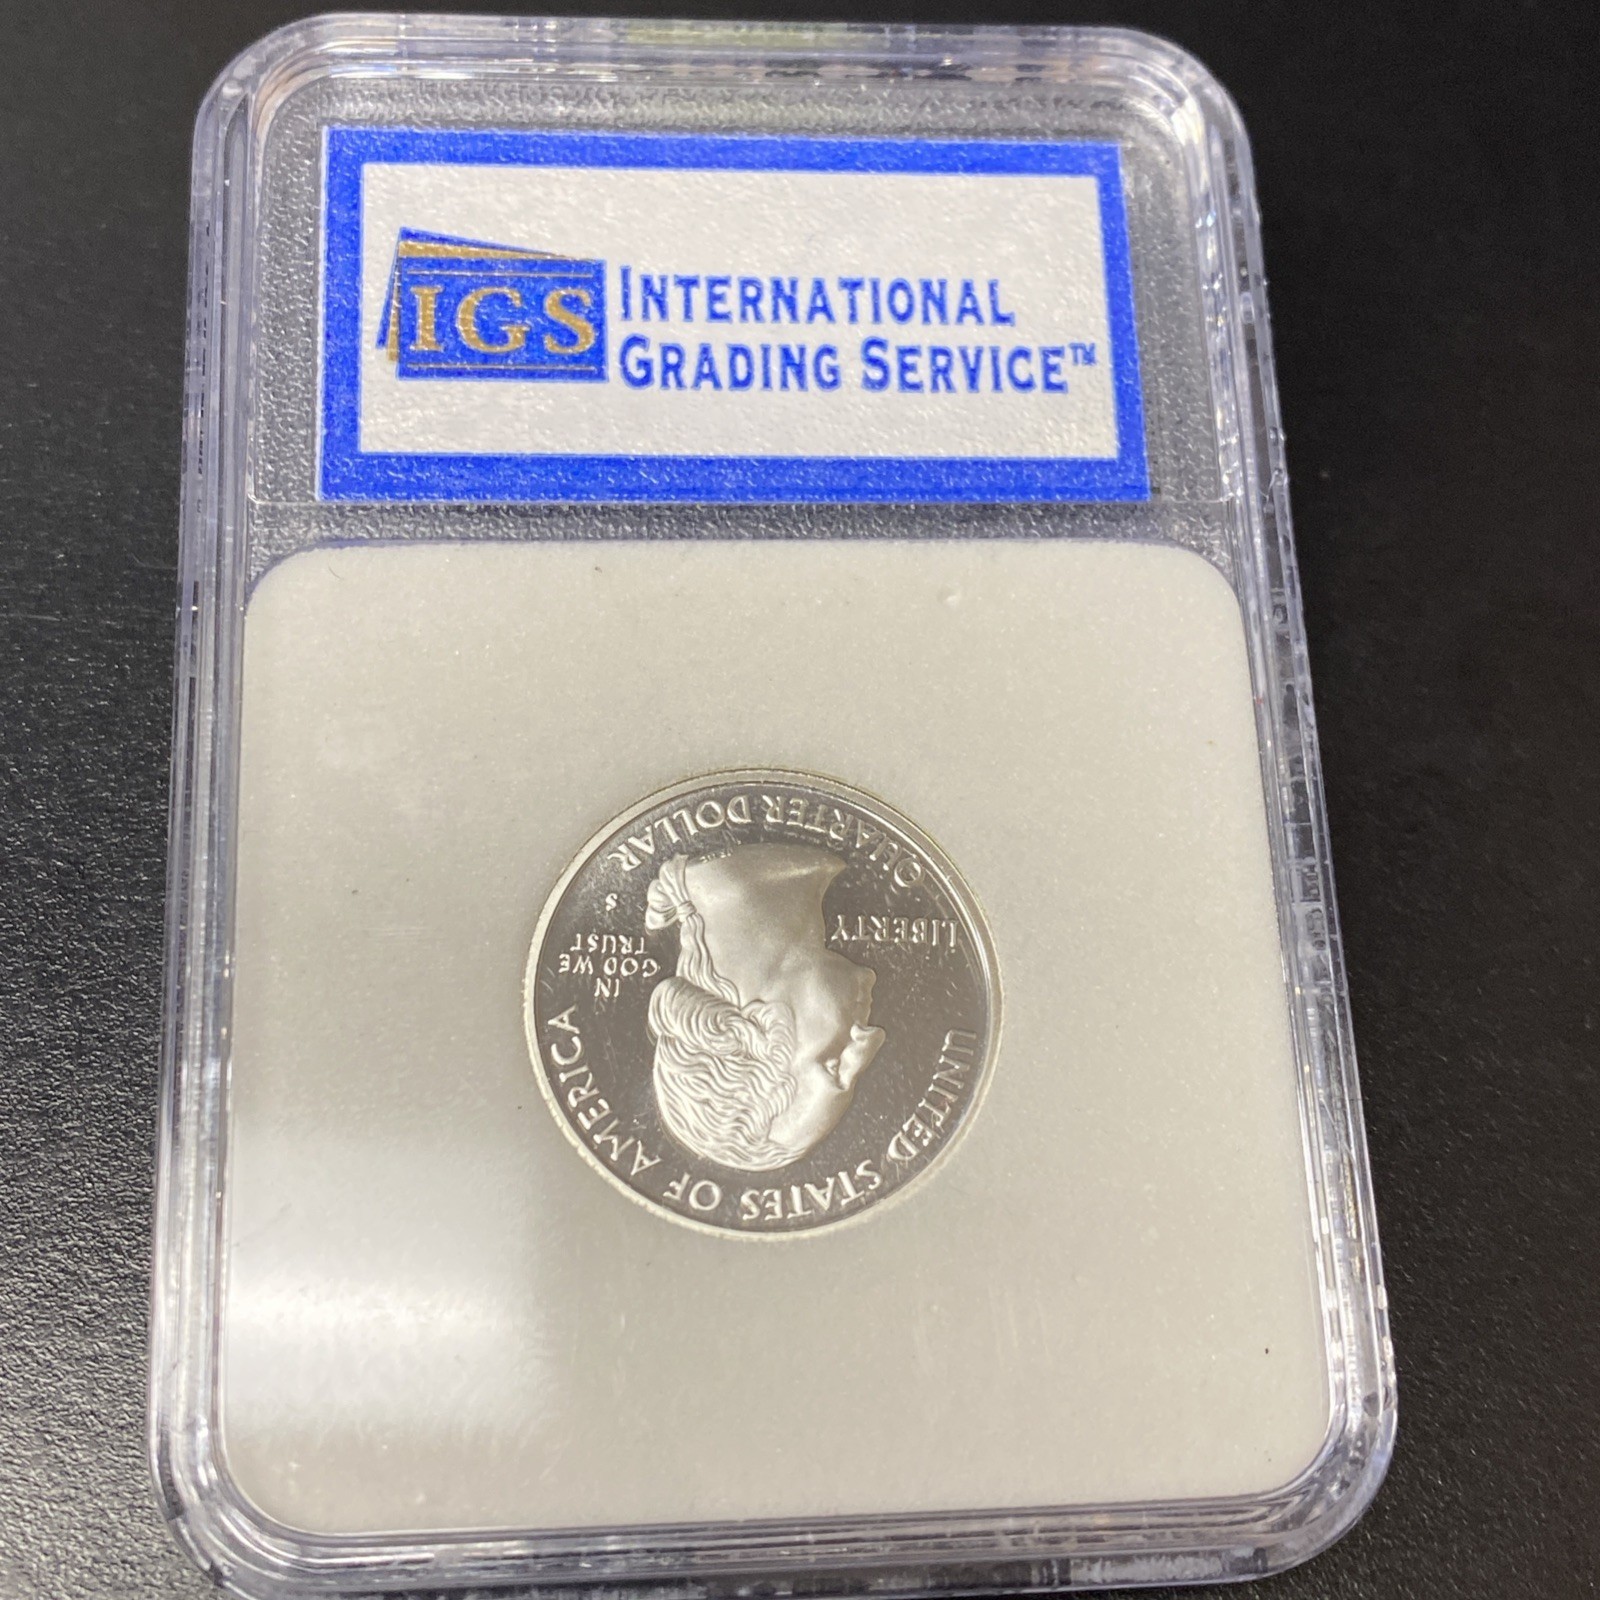 IGS
INTERNATIONAL
GRADING SERVICE™
UNITED STATES OF AMERICA
LIBERTY
IN
GOD WE
TRUST
S
QUARTER DOLLAR